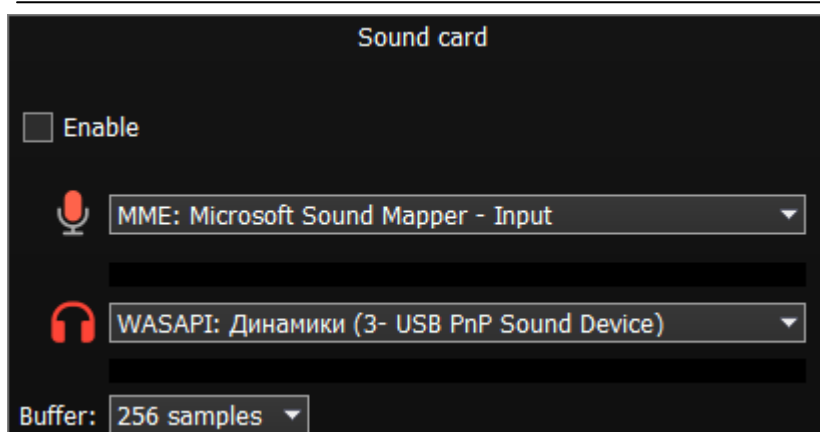 Sound card
Enable
MME: Microsoft Sound Mapper - Input
WASAPI: Динамики (3- USB PnP Sound Device)
Buffer: 256 samples